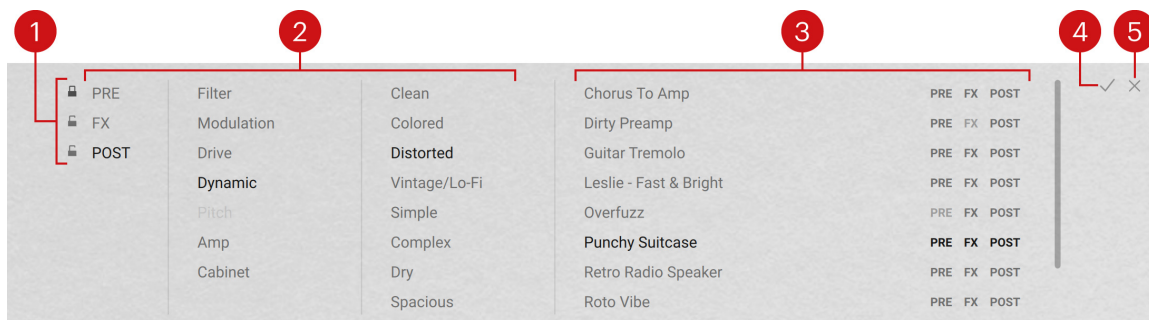 1
2
3
4
5
PRE
FX
POST
Filter
Modulation
Drive
Dynamic
Pitch
Amp
Cabinet
Clean
Colored
Distorted
Vintage/Lo-Fi
Simple
Complex
Dry
Spacious
Chorus To Amp PRE FX POST
Dirty Preamp PRE FX POST
Guitar Tremolo PRE FX POST
Leslie - Fast & Bright PRE FX POST
Overfuzz PRE FX POST
Punchy Suitcase PRE FX POST
Retro Radio Speaker PRE FX POST
Roto Vibe PRE FX POST